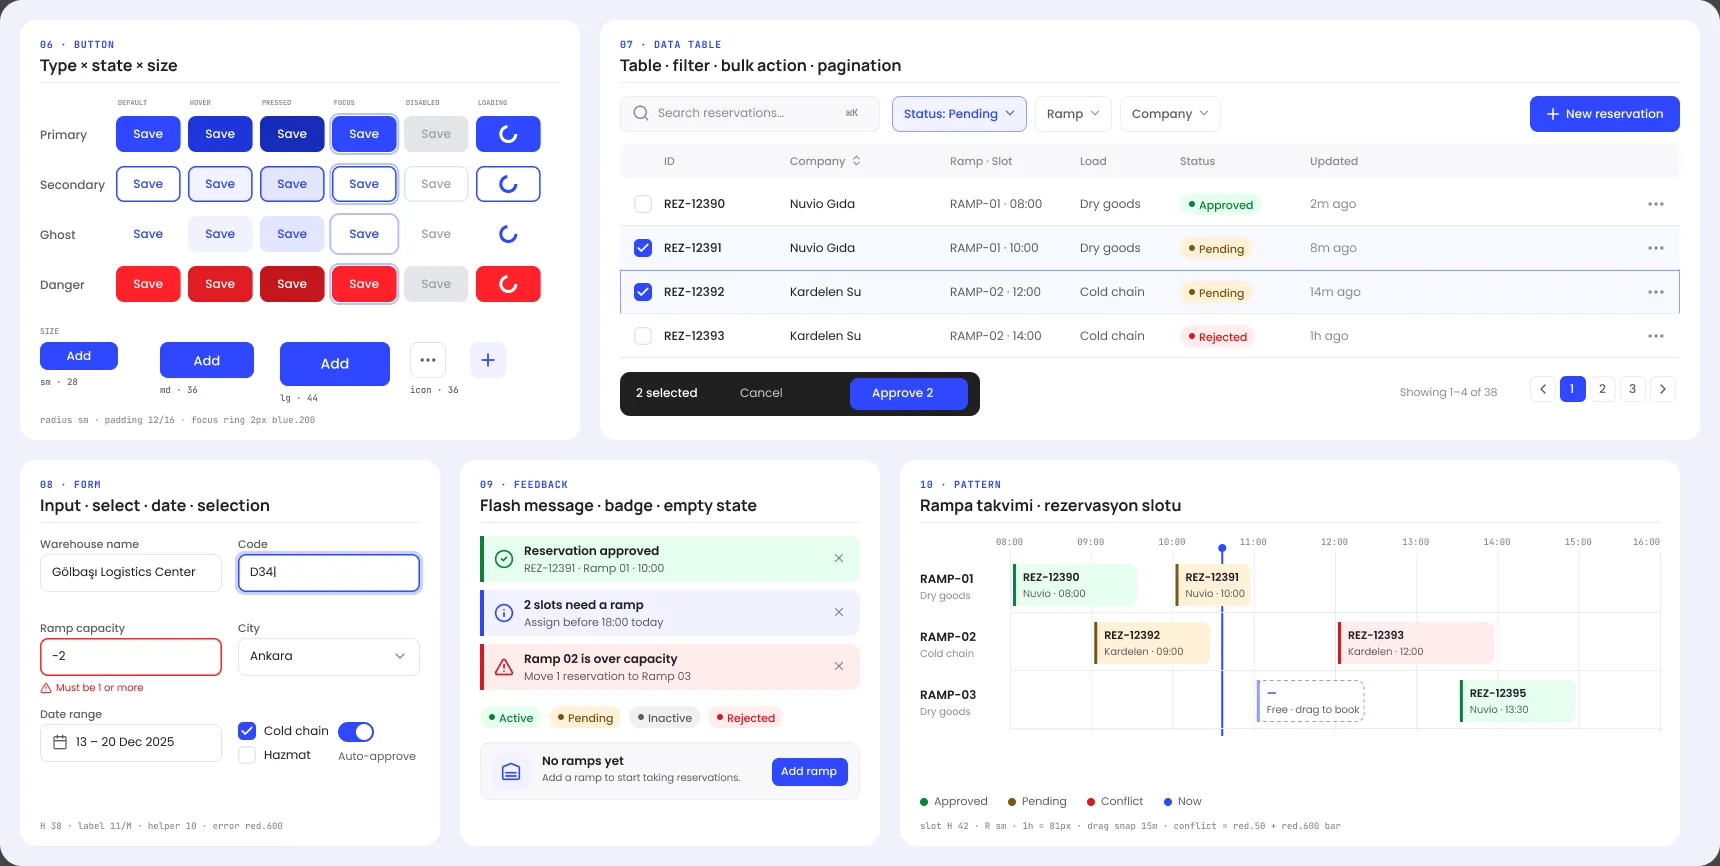 06 · BUTTON
Type × state × size
DEFAULT HOVER PRESSED FOCUS DISABLED LOADING
Primary Save Save Save Save Save
Secondary Save Save Save Save Save
Ghost Save Save Save Save Save
Danger Save Save Save Save Save
SIZE
Add Add Add
sm · 28 md · 36 lg · 44 icon · 36
radius sm · padding 12/16 · focus ring 2px blue.200
07 · DATA TABLE
Table · filter · bulk action · pagination
Search reservations... ⌘K Status: Pending Ramp Company + New reservation
ID Company Ramp · Slot Load Status Updated
REZ-12390 Nuvio Gıda RAMP-01 · 08:00 Dry goods Approved 2m ago
REZ-12391 Nuvio Gıda RAMP-01 · 10:00 Dry goods Pending 8m ago
REZ-12392 Kardelen Su RAMP-02 · 12:00 Cold chain Pending 14m ago
REZ-12393 Kardelen Su RAMP-02 · 14:00 Cold chain Rejected 1h ago
2 selected Cancel Approve 2 Showing 1–4 of 38 1 2 3
08 · FORM
Input · select · date · selection
Warehouse name Code
Gölbaşı Logistics Center D34
Ramp capacity City
-2 Ankara
Must be 1 or more
Date range
13 – 20 Dec 2025 Cold chain
Hazmat Auto-approve
H 38 · label 11/M · helper 10 · error red.600
09 · FEEDBACK
Flash message · badge · empty state
Reservation approved
REZ-12391 · Ramp 01 · 10:00
2 slots need a ramp
Assign before 18:00 today
Ramp 02 is over capacity
Move 1 reservation to Ramp 03
Active Pending Inactive Rejected
No ramps yet
Add a ramp to start taking reservations.
Add ramp
10 · PATTERN
Rampa takvimi · rezervasyon slotu
08:00 09:00 10:00 11:00 12:00 13:00 14:00 15:00 16:00
RAMP-01
Dry goods
REZ-12390
Nuvio · 08:00
REZ-12391
Nuvio · 10:00
RAMP-02
Cold chain
REZ-12392
Kardelen · 09:00
REZ-12393
Kardelen · 12:00
RAMP-03
Dry goods
—
Free · drag to book
REZ-12395
Nuvio · 13:30
Approved Pending Conflict Now
slot H 42 · R sm · 1h = 81px · drag snap 15m · conflict = red.50 + red.600 bar